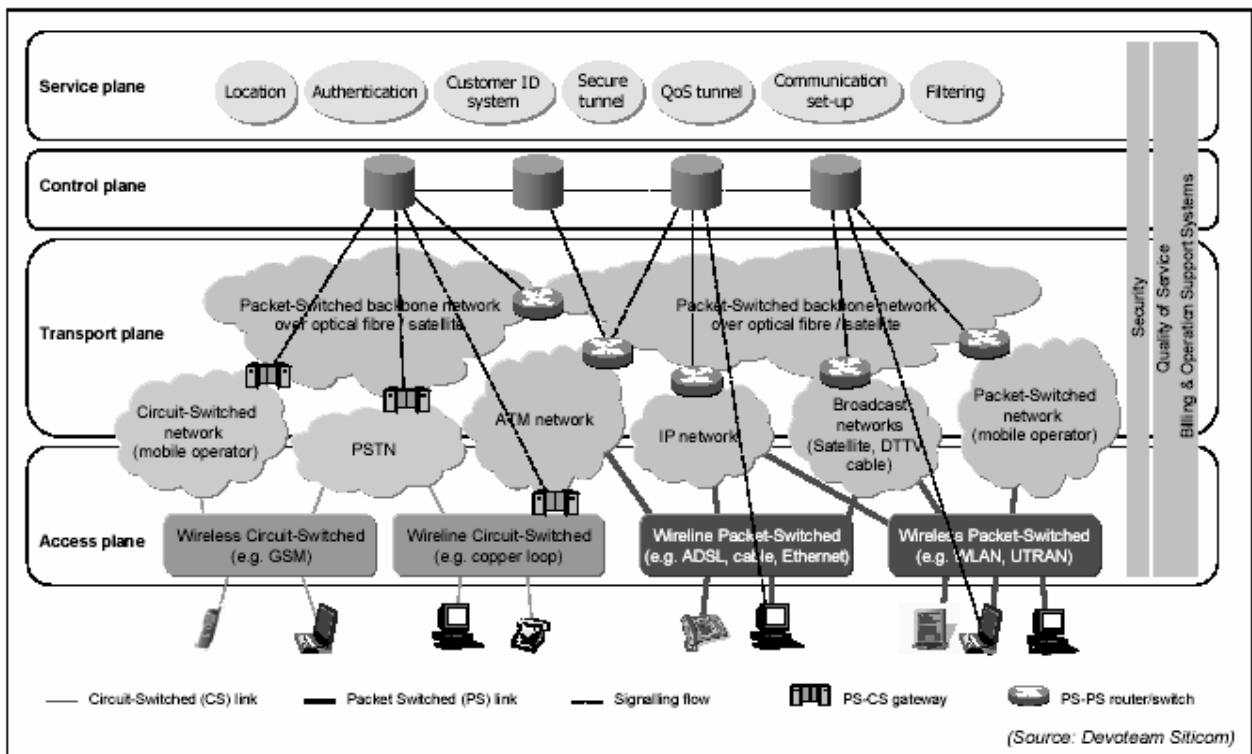 Service plane
Location
Authentication
Customer ID
system
Secure
tunnel
QoS tunnel
Communication
set-up
Filtering
Control plane
Transport plane
Packet-Switched backbone network
over optical fibre / satellite
Packet-Switched backbone network
over optical fibre / satellite
Circuit-Switched
network
(mobile operator)
PSTN
ATM network
IP network
Broadcast
networks
(Satellite, DTTV
cable)
Packet-Switched
network
(mobile operator)
Access plane
Wireless Circuit-Switched
(e.g. GSM)
Wireline Circuit-Switched
(e.g. copper loop)
Wireline Packet-Switched
(e.g. ADSL, cable, Ethernet)
Wireless Packet-Switched
(e.g. WLAN, UTRAN)
Security
Quality of Service
Billing & Operation Support Systems
Circuit-Switched (CS) link
Packet Switched (PS) link
Signalling flow
PS-CS gateway
PS-PS router/switch
(Source: Devoteam Siticom)